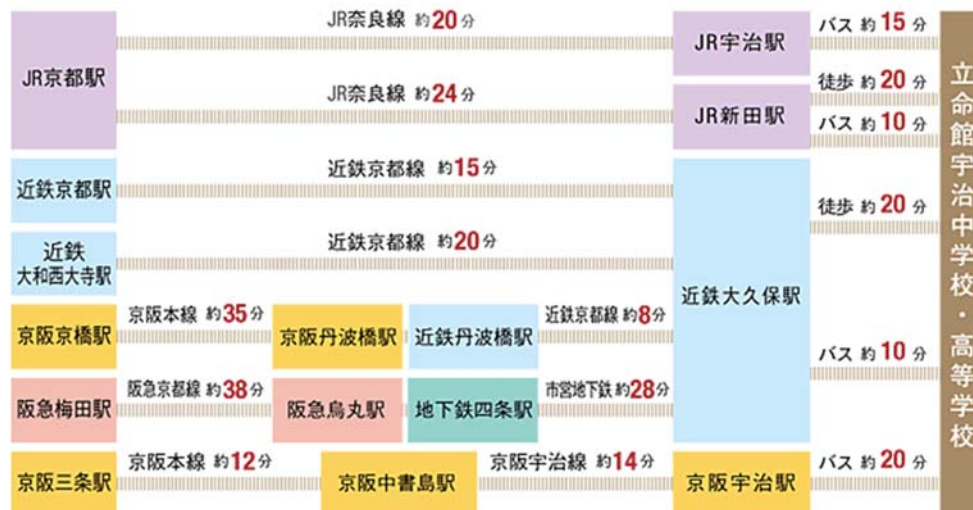 JR京都駅
JR奈良線 約20分
JR宇治駅
バス 約15分
JR奈良線 約24分
JR新田駅
徒歩 約20分
バス 約10分
近鉄京都駅
近鉄京都線 約15分
近鉄
大和西大寺駅
近鉄京都線 約20分
近鉄大久保駅
徒歩 約20分
バス 約10分
京阪京橋駅
京阪本線 約35分
京阪丹波橋駅
近鉄丹波橋駅
近鉄京都線 約8分
阪急梅田駅
阪急京都線 約38分
阪急烏丸駅
地下鉄四条駅
市営地下鉄 約28分
京阪三条駅
京阪本線 約12分
京阪中書島駅
京阪宇治線 約14分
京阪宇治駅
バス 約20分
立命館宇治中学校・高等学校